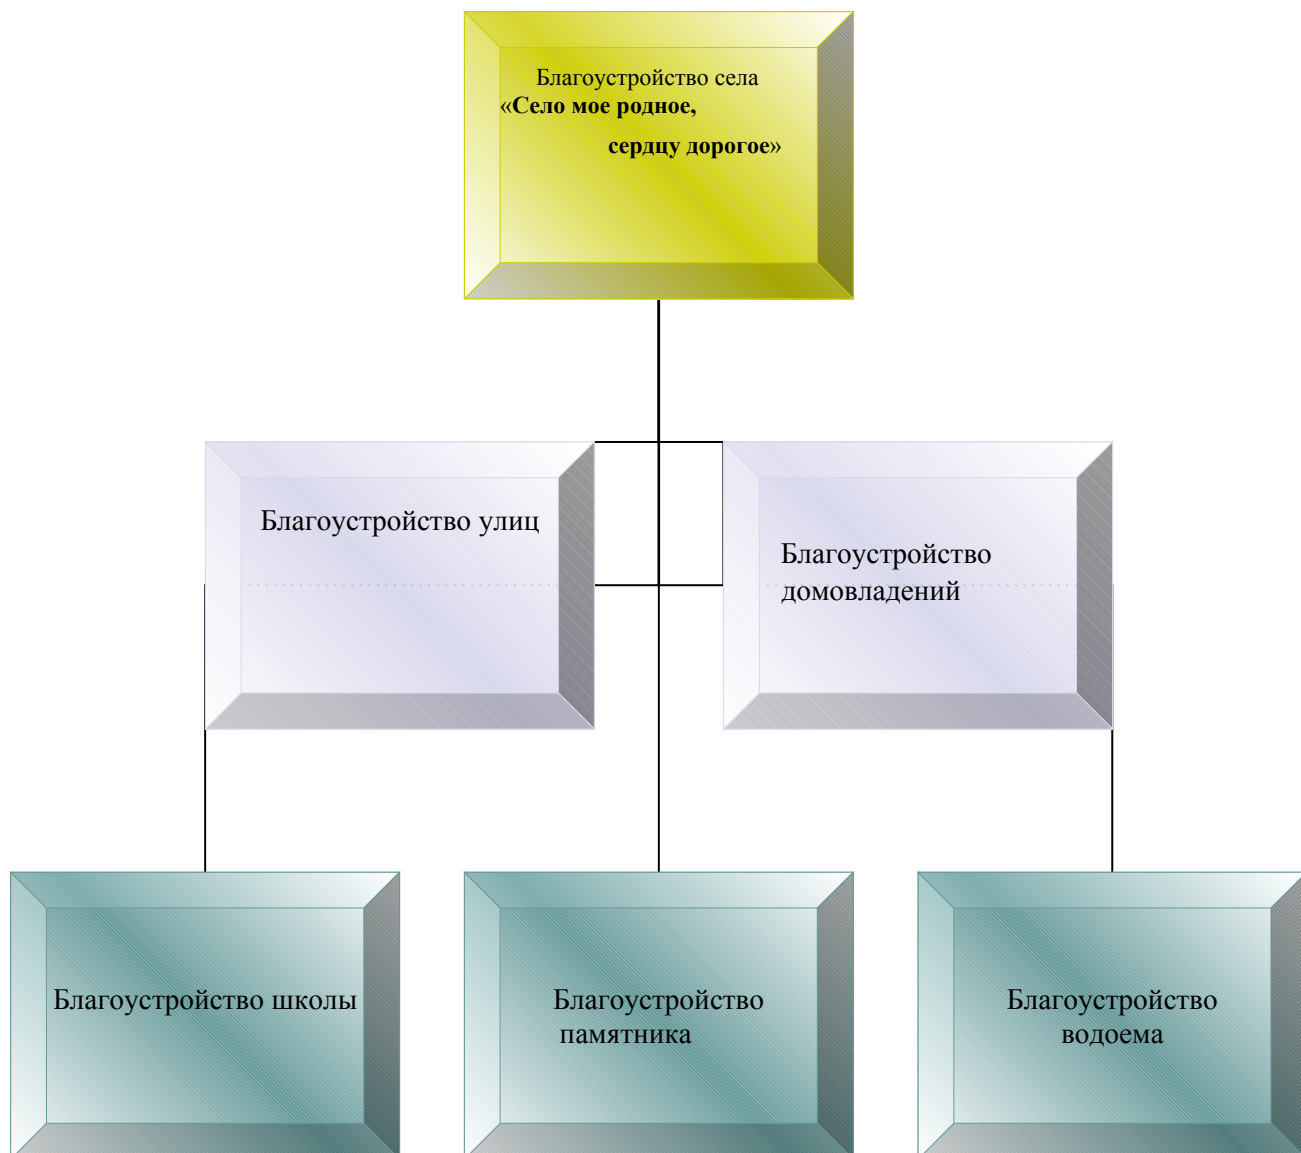 Благоустройство села
«Село мое родное,
сердцу дорогое»
Благоустройство улиц
Благоустройство
домовладений
Благоустройство школы
Благоустройство
памятника
Благоустройство
водоема